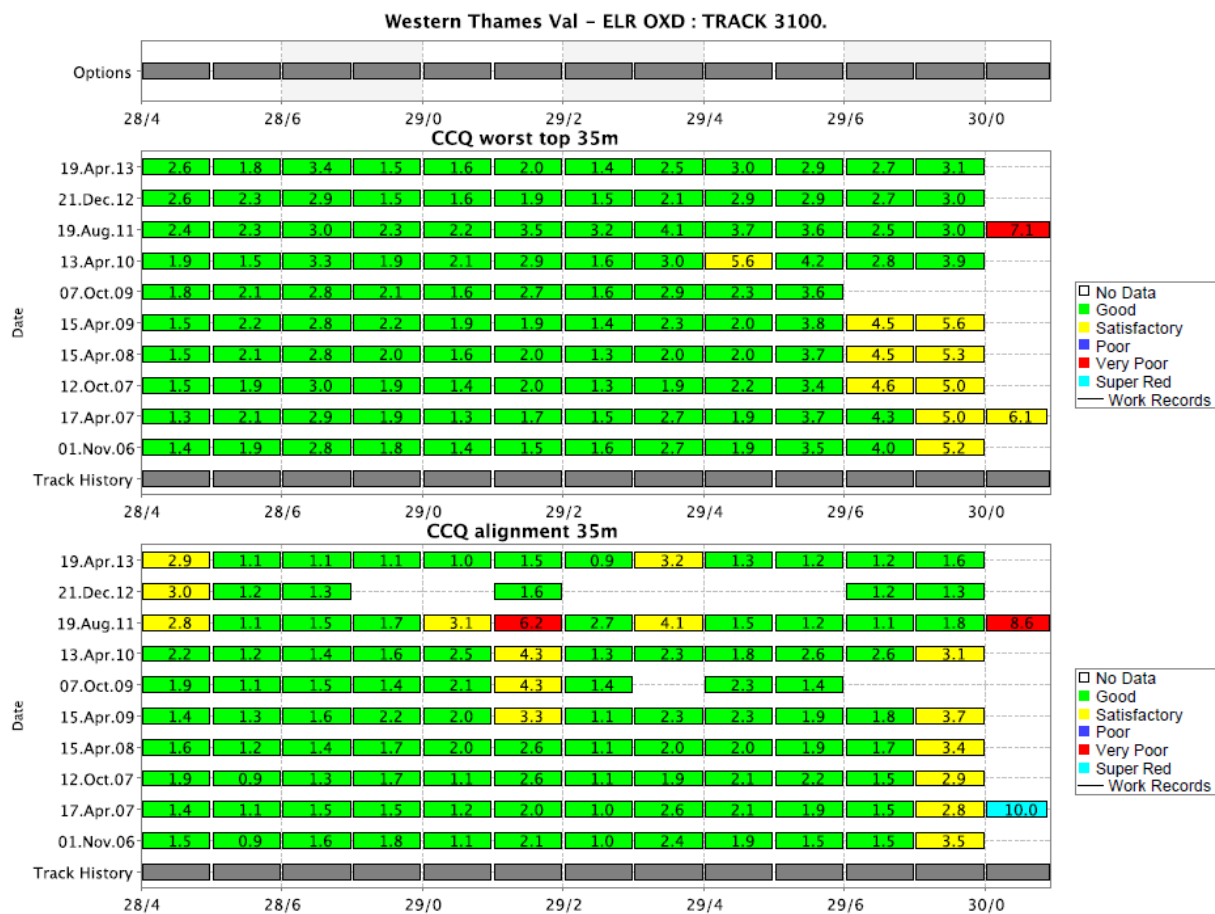 Western Thames Val – ELR OXD : TRACK 3100.
Options
28/4 28/6 29/0 29/2 29/4 29/6 30/0
CCQ worst top 35m
19.Apr.13 2.6 1.8 3.4 1.5 1.6 2.0 1.4 2.5 3.0 2.9 2.7 3.1
21.Dec.12 2.6 2.3 2.9 1.5 1.6 1.9 1.5 2.1 2.9 2.9 2.7 3.0
19.Aug.11 2.4 2.3 3.0 2.3 2.2 3.5 3.2 4.1 3.7 3.6 2.5 3.0 7.1
13.Apr.10 1.9 1.5 3.3 1.9 2.1 2.9 1.6 3.0 5.6 4.2 2.8 3.9
07.Oct.09 1.8 2.1 2.8 2.1 1.6 2.7 1.6 2.9 2.3 3.6
15.Apr.09 1.5 2.2 2.8 2.2 1.9 1.9 1.4 2.3 2.0 3.8 4.5 5.6
15.Apr.08 1.5 2.1 2.8 2.0 1.6 2.0 1.3 2.0 2.0 3.7 4.5 5.3
12.Oct.07 1.5 1.9 3.0 1.9 1.4 2.0 1.3 1.9 2.2 3.4 4.6 5.0
17.Apr.07 1.3 2.1 2.9 1.9 1.3 1.7 1.5 2.7 1.9 3.7 4.3 5.0 6.1
01.Nov.06 1.4 1.9 2.8 1.8 1.4 1.5 1.6 2.7 1.9 3.5 4.0 5.2
Track History
Date
28/4 28/6 29/0 29/2 29/4 29/6 30/0
No Data
Good
Satisfactory
Poor
Very Poor
Super Red
Work Records
CCQ alignment 35m
19.Apr.13 2.9 1.1 1.1 1.1 1.0 1.5 0.9 3.2 1.3 1.2 1.2 1.6
21.Dec.12 3.0 1.2 1.3 1.6 1.2 1.3
19.Aug.11 2.8 1.1 1.5 1.7 3.1 6.2 2.7 4.1 1.5 1.2 1.1 1.8 8.6
13.Apr.10 2.2 1.2 1.4 1.6 2.5 4.3 1.3 2.3 1.8 2.6 2.6 3.1
07.Oct.09 1.9 1.1 1.5 1.4 2.1 4.3 1.4 2.3 1.4
15.Apr.09 1.4 1.3 1.6 2.2 2.0 3.3 1.1 2.3 2.3 1.9 1.8 3.7
15.Apr.08 1.6 1.2 1.4 1.7 2.0 2.6 1.1 2.0 2.0 1.9 1.7 3.4
12.Oct.07 1.9 0.9 1.3 1.7 1.1 2.6 1.1 1.9 2.1 2.2 1.5 2.9
17.Apr.07 1.4 1.1 1.5 1.5 1.2 2.0 1.0 2.6 2.1 1.9 1.5 2.8 10.0
01.Nov.06 1.5 0.9 1.6 1.8 1.1 2.1 1.0 2.4 1.9 1.5 1.5 3.5
Track History
Date
28/4 28/6 29/0 29/2 29/4 29/6 30/0
No Data
Good
Satisfactory
Poor
Very Poor
Super Red
Work Records